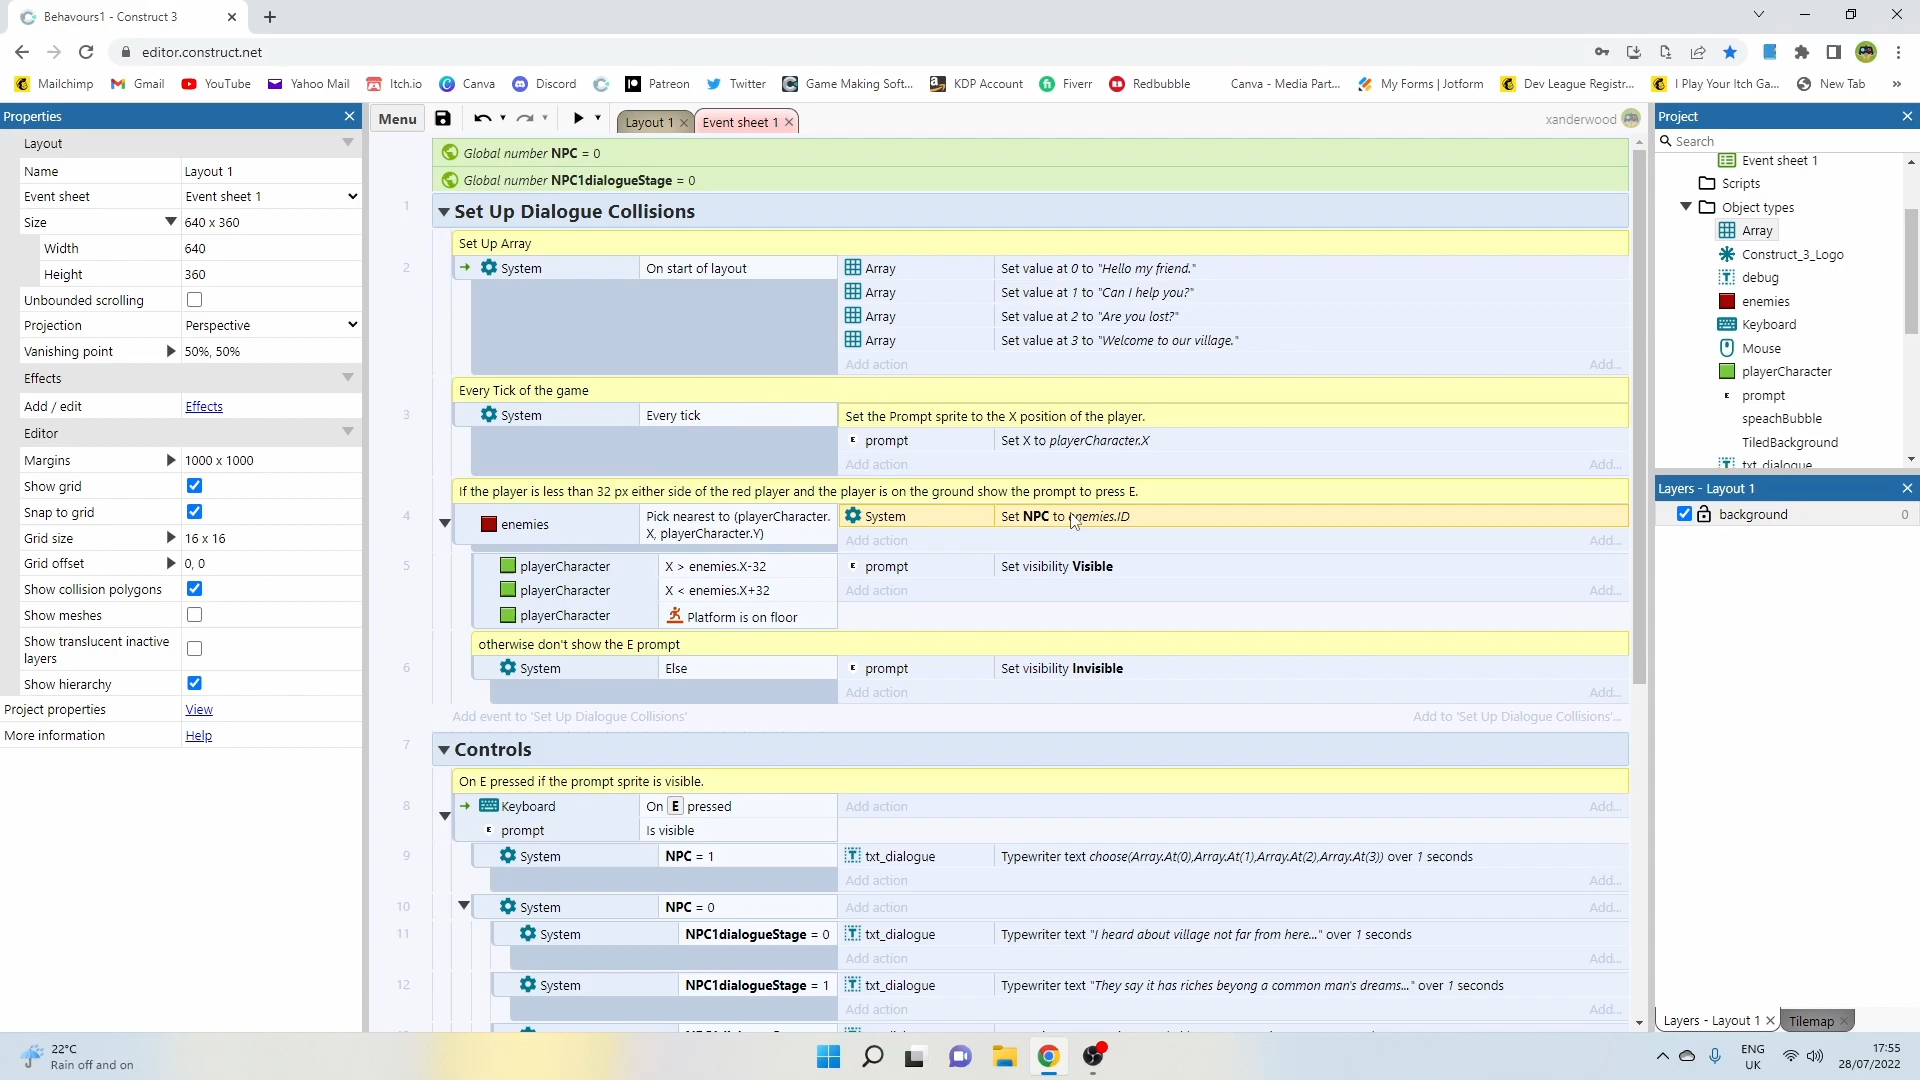 Behavours1 - Construct 3
editor.construct.net
Mailchimp Gmail YouTube Yahoo Mail Itch.io Canva Discord Patreon Twitter Game Making Soft... KDP Account Fiverr Redbubble Canva - Media Part... My Forms | Jotform Dev League Registr... I Play Your Itch Ga... New Tab »
Properties
Menu
Layout 1
Event sheet 1
xanderwood
Project
Layout
Name Layout 1
Event sheet Event sheet 1
Size 640 x 360
Width 640
Height 360
Unbounded scrolling
Projection Perspective
Vanishing point 50%, 50%
Effects
Add / edit Effects
Editor
Margins 1000 x 1000
Show grid
Snap to grid
Grid size 16 x 16
Grid offset 0, 0
Show collision polygons
Show meshes
Show translucent inactive
layers
Show hierarchy
Project properties View
More information Help
Global number NPC = 0
Global number NPC1dialogueStage = 0
1 Set Up Dialogue Collisions
Set Up Array
2 System On start of layout Array Set value at 0 to "Hello my friend."
Array Set value at 1 to "Can I help you?"
Array Set value at 2 to "Are you lost?"
Array Set value at 3 to "Welcome to our village."
Add action Add...
Every Tick of the game
3 System Every tick Set the Prompt sprite to the X position of the player.
E prompt Set X to playerCharacter.X
Add action Add...
If the player is less than 32 px either side of the red player and the player is on the ground show the prompt to press E.
4 enemies Pick nearest to (playerCharacter.
X, playerCharacter.Y)
System Set NPC to enemies.ID
Add action Add...
5 playerCharacter X > enemies.X-32 E prompt Set visibility Visible
playerCharacter X < enemies.X+32 Add action Add...
playerCharacter Platform is on floor
otherwise don't show the E prompt
6 System Else E prompt Set visibility Invisible
Add action Add...
Add event to 'Set Up Dialogue Collisions' Add to 'Set Up Dialogue Collisions'...
7 Controls
On E pressed if the prompt sprite is visible.
8 Keyboard On E pressed Add action Add...
E prompt Is visible
9 System NPC = 1 txt_dialogue Typewriter text choose(Array.At(0),Array.At(1),Array.At(2),Array.At(3)) over 1 seconds
Add action Add...
10 System NPC = 0 Add action Add...
11 System NPC1dialogueStage = 0 txt_dialogue Typewriter text "I heard about village not far from here..." over 1 seconds
Add action Add...
12 System NPC1dialogueStage = 1 txt_dialogue Typewriter text "They say it has riches beyong a common man's dreams..." over 1 seconds
Add action Add...
Search
Event sheet 1
Scripts
Object types
Array
Construct_3_Logo
debug
enemies
Keyboard
Mouse
playerCharacter
E prompt
speachBubble
TiledBackground
txt_dialogue
Layers - Layout 1
background 0
Layers - Layout 1
Tilemap
22°C
Rain off and on
ENG
UK
17:55
28/07/2022